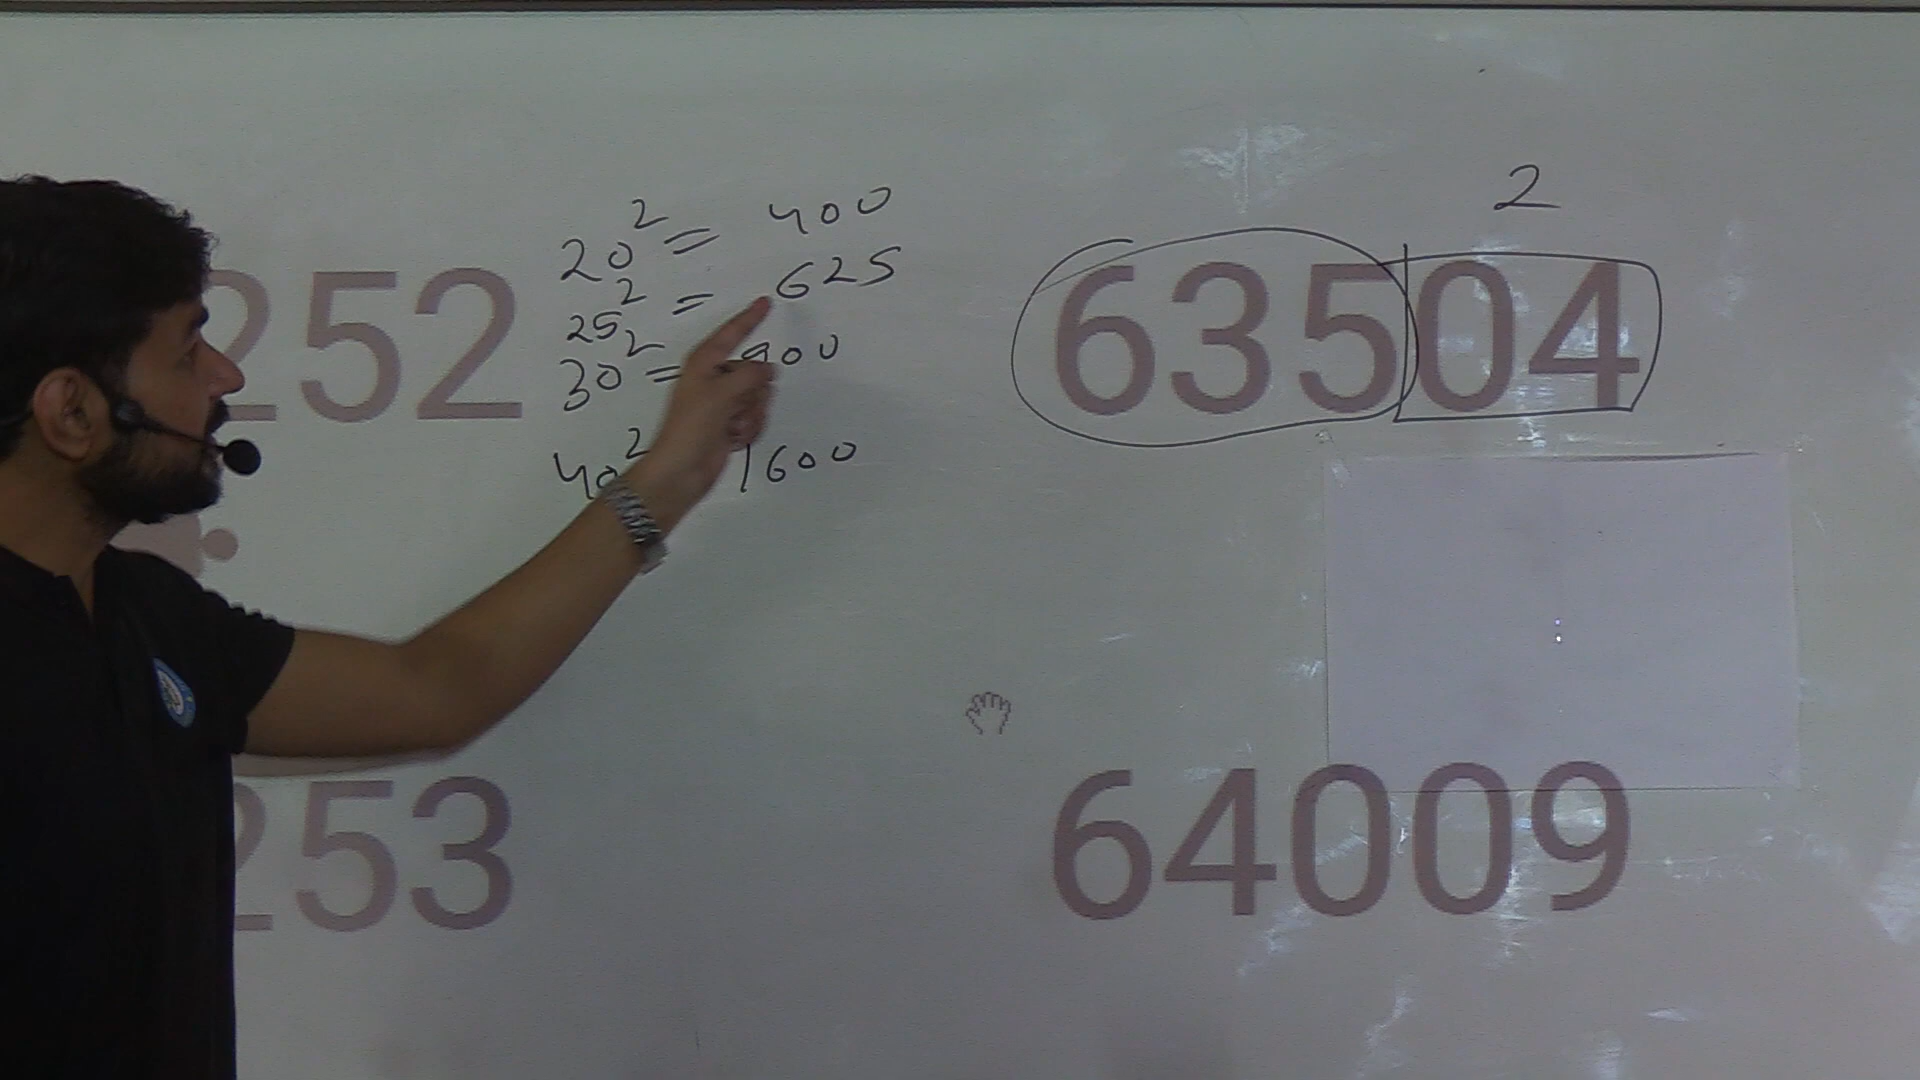 20² = 400
25² = 625
30² = 900
40² 1600
2
252 63504
253 64009